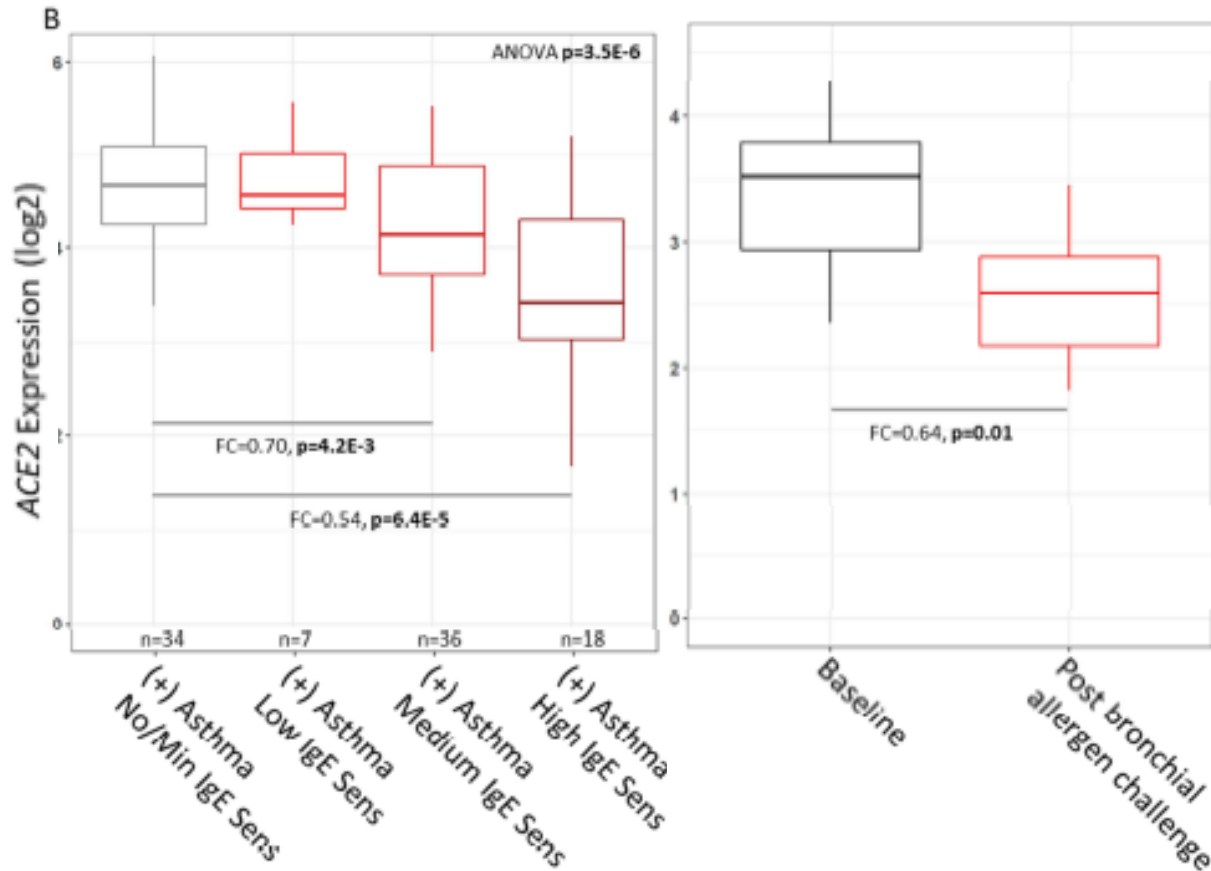 B
ANOVA p=3.5E-6
ACE2 Expression (log2)
6
4
2
0
FC=0.70, p=4.2E-3
FC=0.54, p=6.4E-5
n=34
n=7
n=36
n=18
(+) Asthma
No/Min IgE Sens
(+) Asthma
Low IgE Sens
(+) Asthma
Medium IgE Sens
(+) Asthma
High IgE Sens
4
3
2
1
0
FC=0.64, p=0.01
Baseline
Post bronchial
allergen challenge